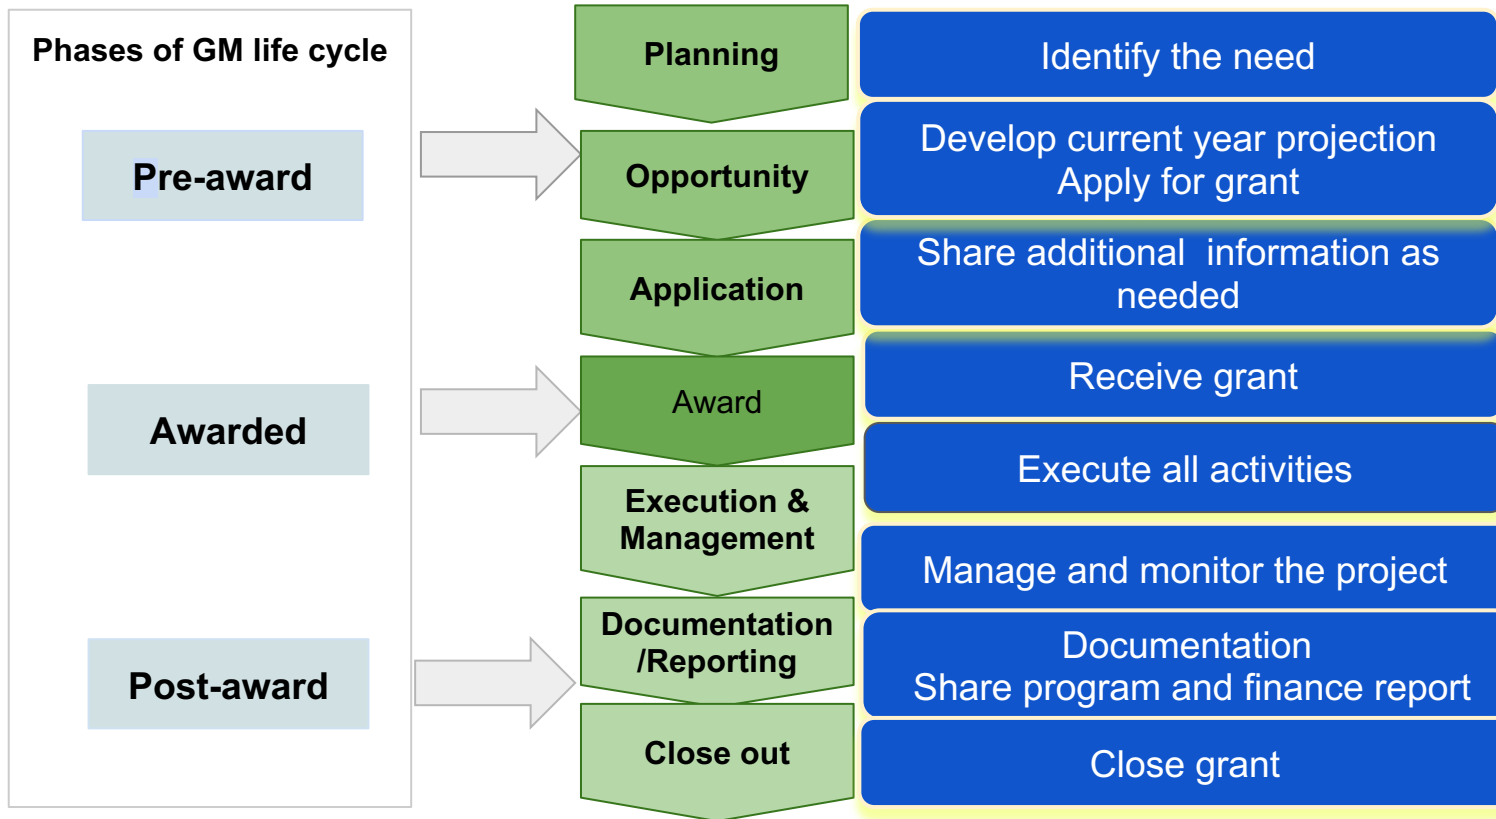 Phases of GM life cycle
Pre-award
Awarded
Post-award
Planning
Opportunity
Application
Award
Execution &
Management
Documentation
/Reporting
Close out
Identify the need
Develop current year projection
Apply for grant
Share additional  information as
needed
Receive grant
Execute all activities
Manage and monitor the project
Documentation
Share program and finance report
Close grant